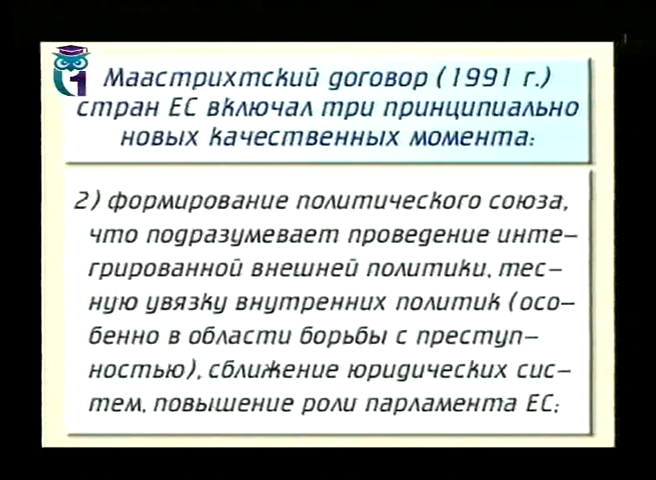 1
Маастрихтский договор (1991 г.)
стран ЕС включал три принципиально
новых качественных момента:
2) формирование политического союза,
что подразумевает проведение инте-
грированной внешней политики, тес-
ную увязку внутренних политик (осо-
бенно в области борьбы с преступ-
ностью), сближение юридических сис-
тем, повышение роли парламента ЕС;